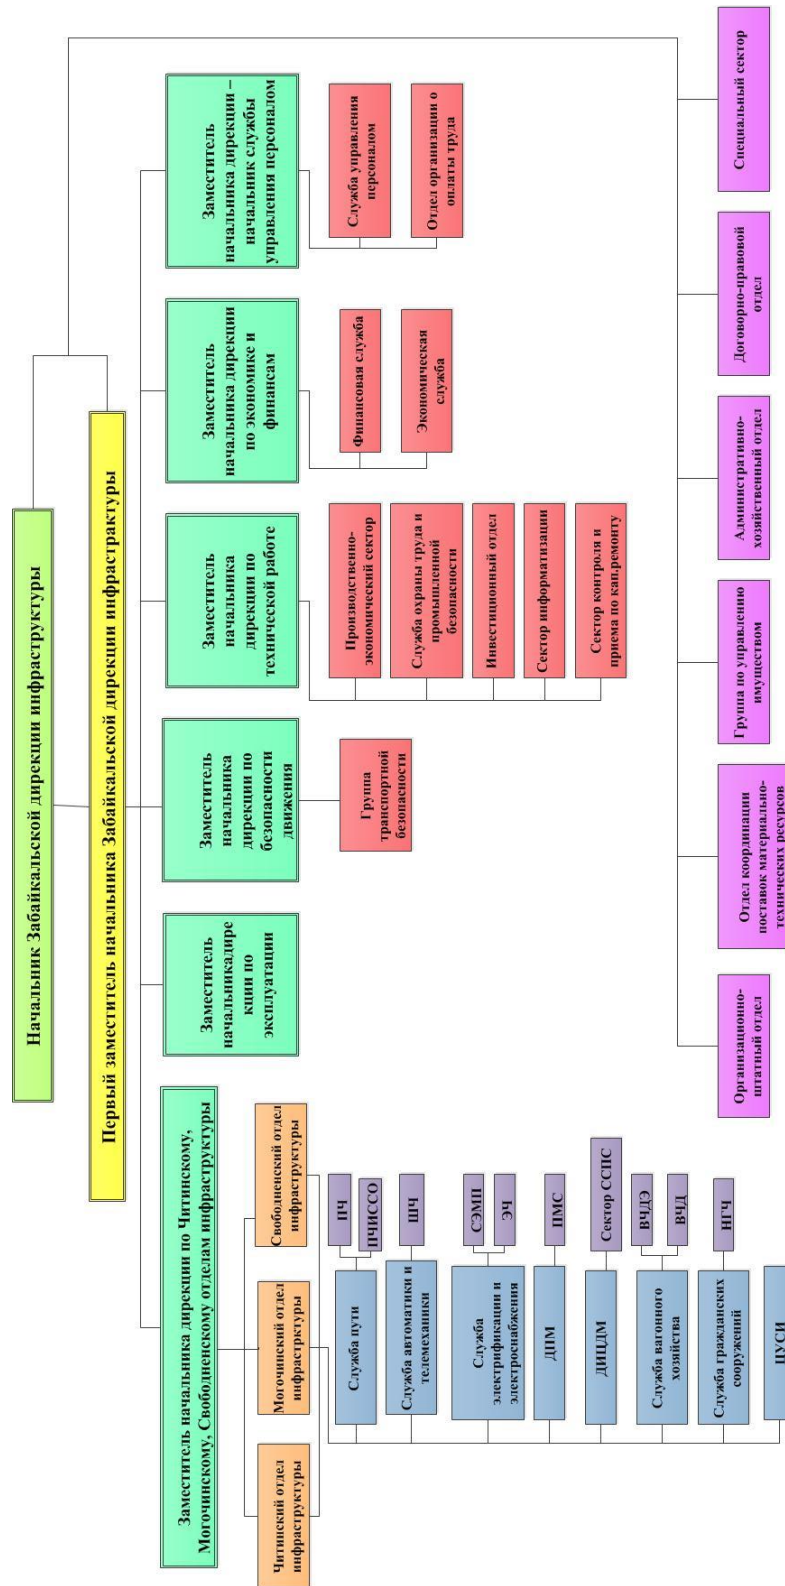 Начальник Забайкальской дирекции инфраструктуры
Первый заместитель начальника Забайкальской дирекции инфрастрактуры
Заместитель начальника дирекции по Читинскому,
Могочинскому, Свободненскому отделам инфраструктуры
Заместитель
начальникадире
кции по
эксплуатации
Заместитель
начальника
дирекции по
безопасности
движения
Заместитель
начальника
дирекции по
технической работе
Заместитель
начальника дирекции
по экономике и
финансам
Заместитель
начальника дирекции –
начальник службы
управления персоналом
Читинский отдел
инфраструктуры
Могочинский отдел
инфрастрктуры
Свободненский отдел
инфраструктуры
Служба пути
ПЧ
ПЧИССО
Служба автоматики и
телемеханики
ШЧ
Служба
электрификации и
электроснабжения
СЭМП
ЭЧ
ДПМ
ПМС
ДИЦДМ
Сектор ССПС
Служба вагонного
хозяйства
ВЧДЭ
ВЧД
Служба гражданских
сооружений
НГЧ
ЦУСИ
Группа
транспортной
безопасности
Производственно-
экономический сектор
Служба охраны труда и
промышленной
безопасности
Инвестиционный отдел
Сектор информатизации
Сектор контроля и
приема по кап.ремонту
Финансовая служба
Экономическая
служба
Служба управления
персоналом
Отдел организации о
оплаты труда
Организационно-
штатный отдел
Отдел координации
поставок материально-
технических ресурсов
Группа по управлению
имуществом
Административно-
хозяйственный отдел
Договорно-правовой
отдел
Специальный сектор